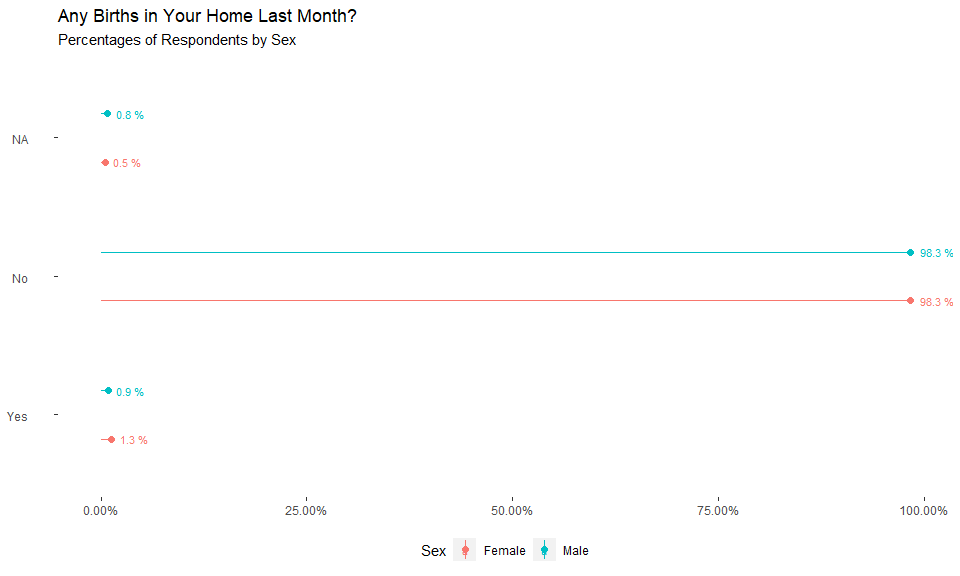 Any Births in Your Home Last Month?
Percentages of Respondents by Sex
0.8 %
NA
0.5 %
98.3 %
No
98.3 %
0.9 %
Yes
1.3 %
0.00% 25.00% 50.00% 75.00% 100.00%
Sex Female Male